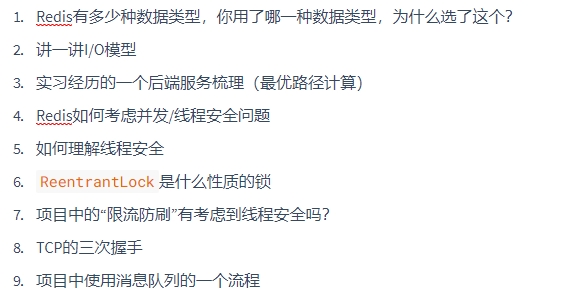 1. Redis有多少种数据类型，你用了哪一种数据类型，为什么选了这个？
2. 讲一讲I/O模型
3. 实习经历的一个后端服务梳理（最优路径计算）
4. Redis如何考虑并发/线程安全问题
5. 如何理解线程安全
6. ReentrantLock 是什么性质的锁
7. 项目中的“限流防刷”有考虑到线程安全吗？
8. TCP的三次握手
9. 项目中使用消息队列的一个流程